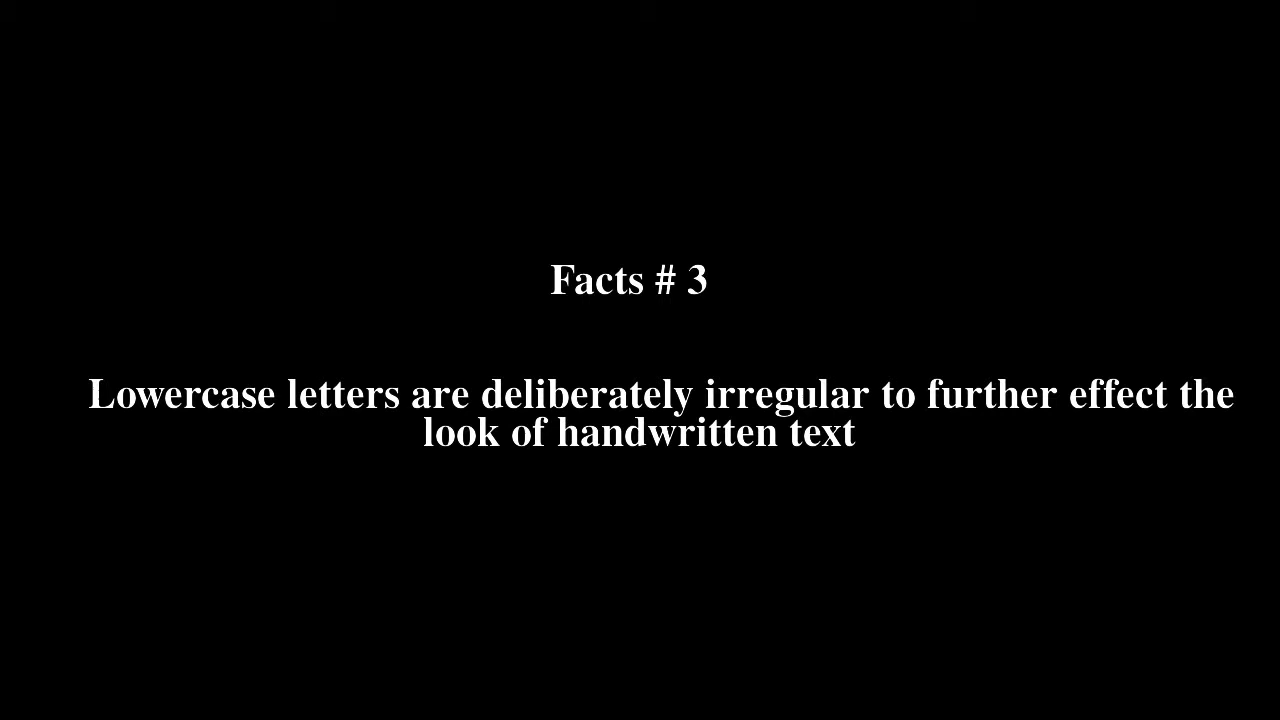 Facts # 3
Lowercase letters are deliberately irregular to further effect the
look of handwritten text